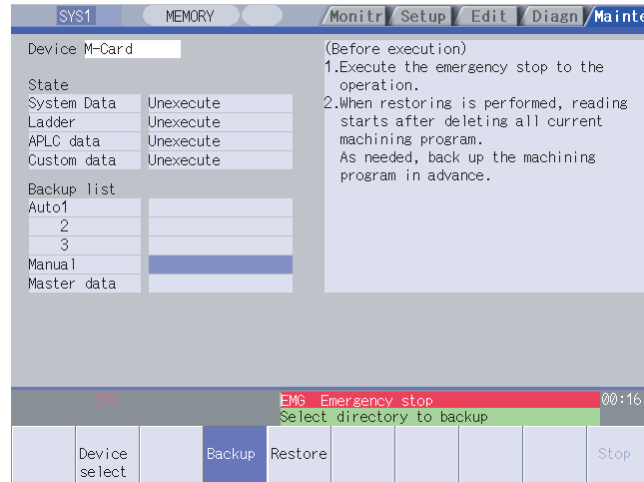 SYS1 MEMORY Monitr Setup Edit Diagn Mainte
Device M-Card
State
System Data Unexecute
Ladder Unexecute
APLC data Unexecute
Custom data Unexecute
Backup list
Auto1
2
3
Manual
Master data
(Before execution)
1.Execute the emergency stop to the
operation.
2.When restoring is performed, reading
starts after deleting all current
machining program.
As needed, back up the machining
program in advance.
EMG EMG Emergency stop 00:16
Select directory to backup
Device
select
Backup
Restore
Stop